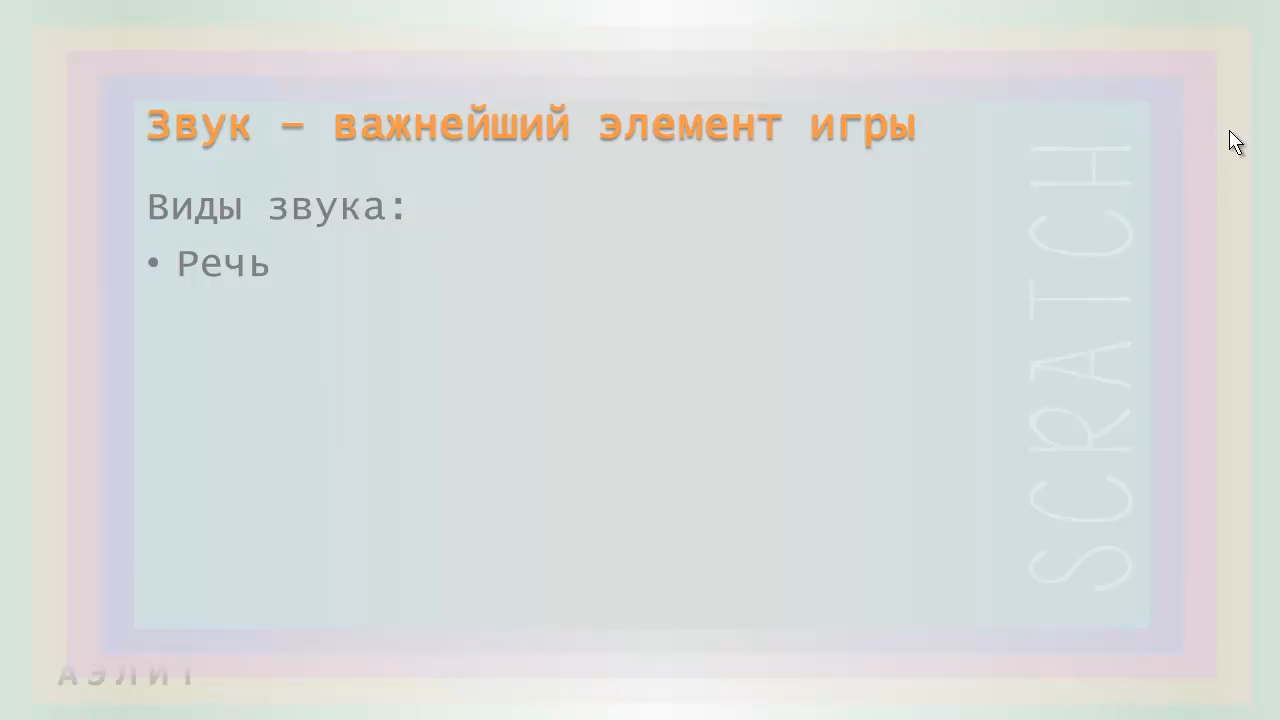 Звук – важнейший элемент игры
Виды звука:
• Речь
SCRATCH
АЭЛИТ